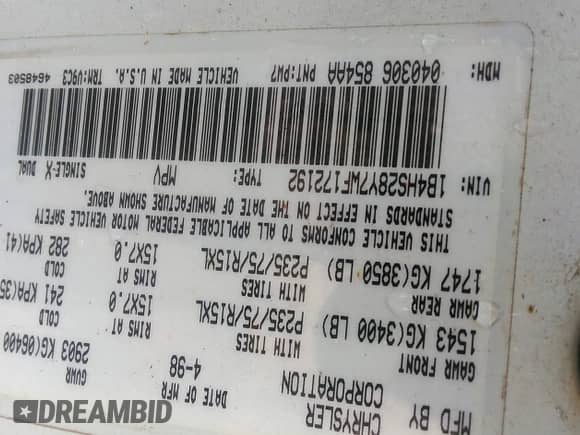 MFD BY CHRYSLER CORPORATION
DATE OF MFR 4-98
GVWR 2903 KG(06400
GAWR FRONT WITH TIRES RIMS AT COLD
1543 KG(3400 LB) P235/75/R15XL 15X7.0 241 KPA(35
GAWR REAR WITH TIRES RIMS AT COLD
1747 KG(3850 LB) P235/75/R15XL 15X7.0 282 KPA(41
THIS VEHICLE CONFORMS TO ALL APPLICABLE FEDERAL MOTOR VEHICLE SAFETY
STANDARDS IN EFFECT ON THE DATE OF MANUFACTURE SHOWN ABOVE.
VIN: 1B4HS28Y7WF172192 TYPE: MPV SINGLE-X DUAL
MDH: 040306 854AA PNT:PW7 VEHICLE MADE IN U.S.A. TRM:V9C3 4648503
DREAMBID